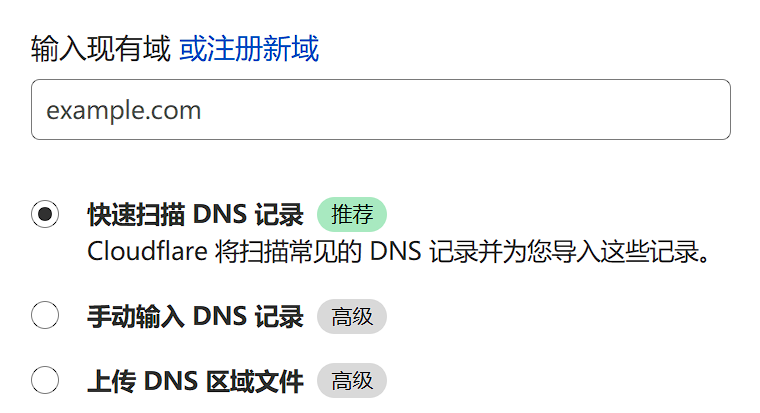 输入现有域 或注册新域
example.com
快速扫描 DNS 记录 推荐
Cloudflare 将扫描常见的 DNS 记录并为您导入这些记录。
手动输入 DNS 记录 高级
上传 DNS 区域文件 高级